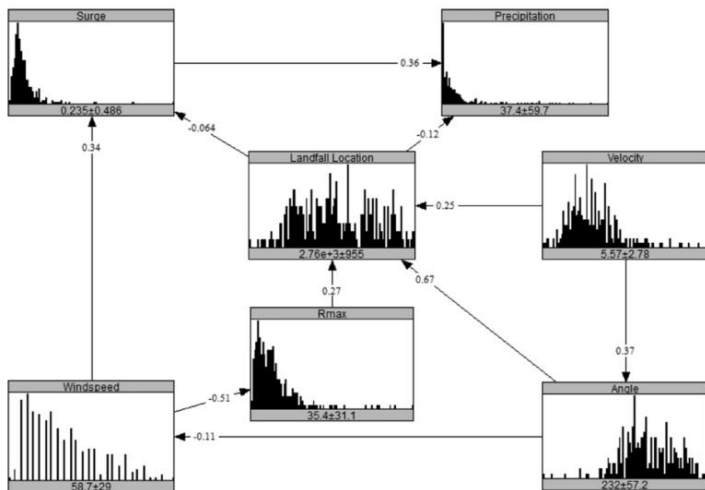 Surge
Precipitation
0.36
0.235±0.486
37.4±59.7
-0.064
-0.12
0.34
Landfall Location
Velocity
0.25
2.76e+3±955
5.57±2.78
0.67
0.27
Rmax
0.37
Windspeed
-0.51
Angle
35.4±31.1
-0.11
58.7±29
232±57.2